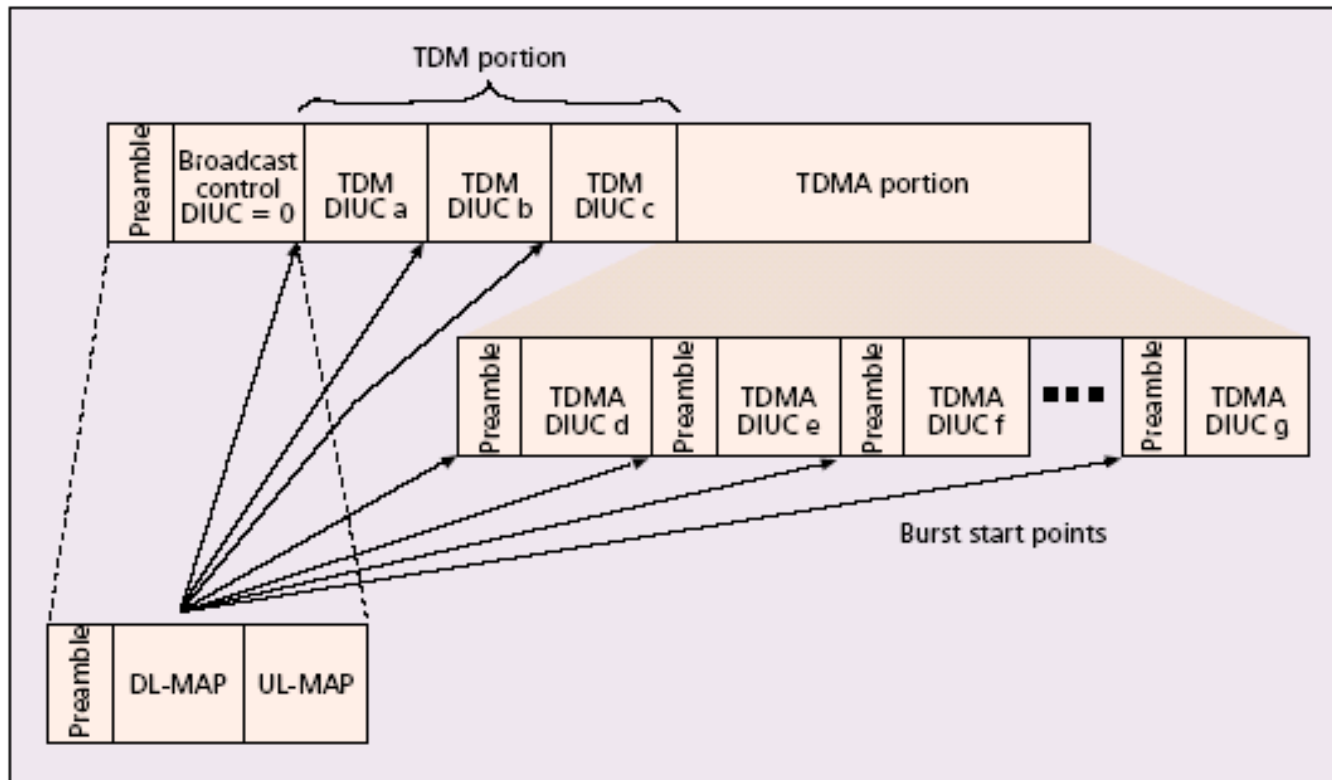 TDM portion
Preamble
Broadcast
control
DIUC = 0
TDM
DIUC a
TDM
DIUC b
TDM
DIUC c
TDMA portion
Preamble
TDMA
DIUC d
Preamble
TDMA
DIUC e
Preamble
TDMA
DIUC f
Preamble
TDMA
DIUC g
Burst start points
Preamble
DL-MAP
UL-MAP